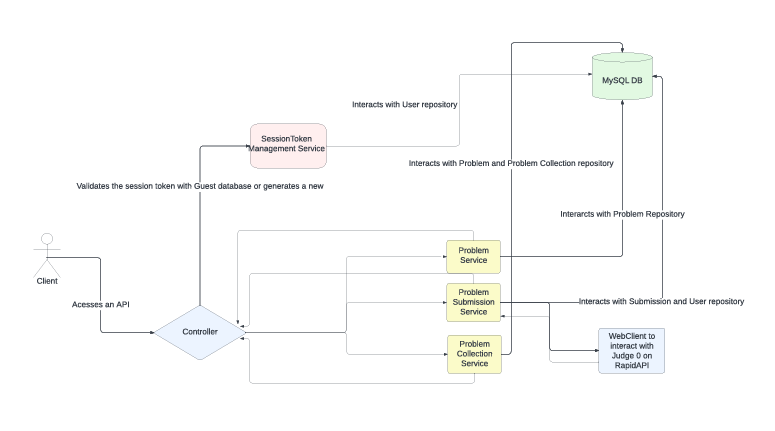 MySQL DB
Interacts with User repository
SessionToken
Management Service
Interacts with Problem and Problem Collection repository
Validates the session token with Guest database or generates a new
Interarcts with Problem Repository
Problem
Service
Client
Acesses an API
Problem
Submission
Service
Interacts with Submission and User repository
Controller
WebClient to
interact with
Judge 0 on
RapidAPI
Problem
Collection
Service